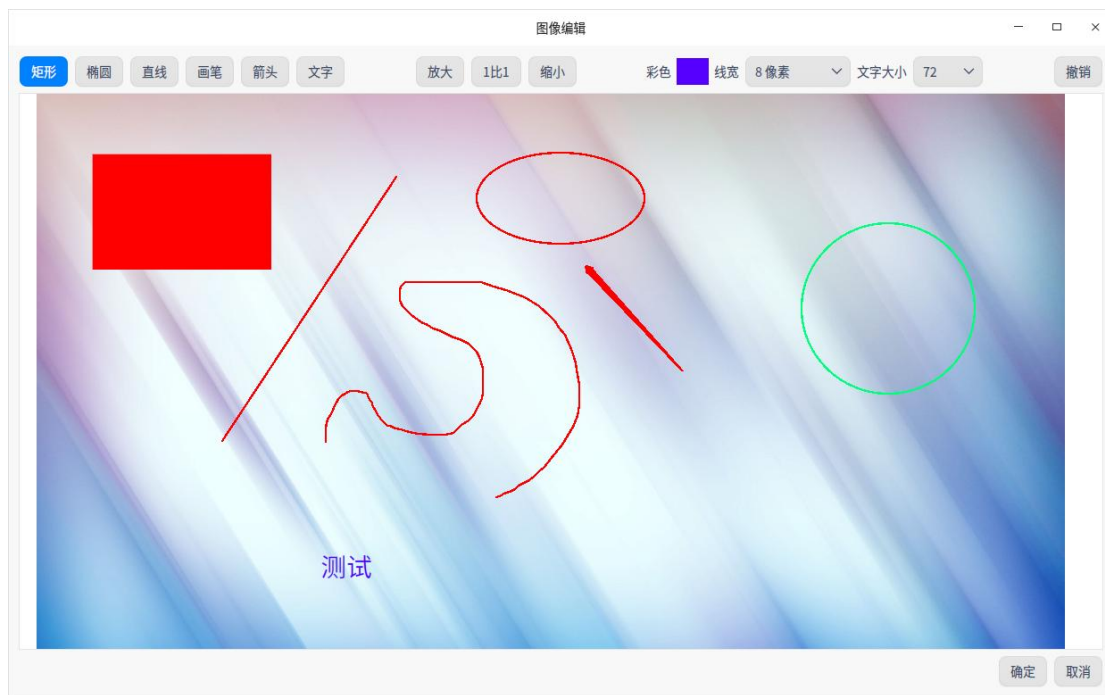 图像编辑
矩形 椭圆 直线 画笔 箭头 文字 放大 1比1 缩小 彩色 线宽 8 像素 文字大小 72 撤销
测试
确定 取消